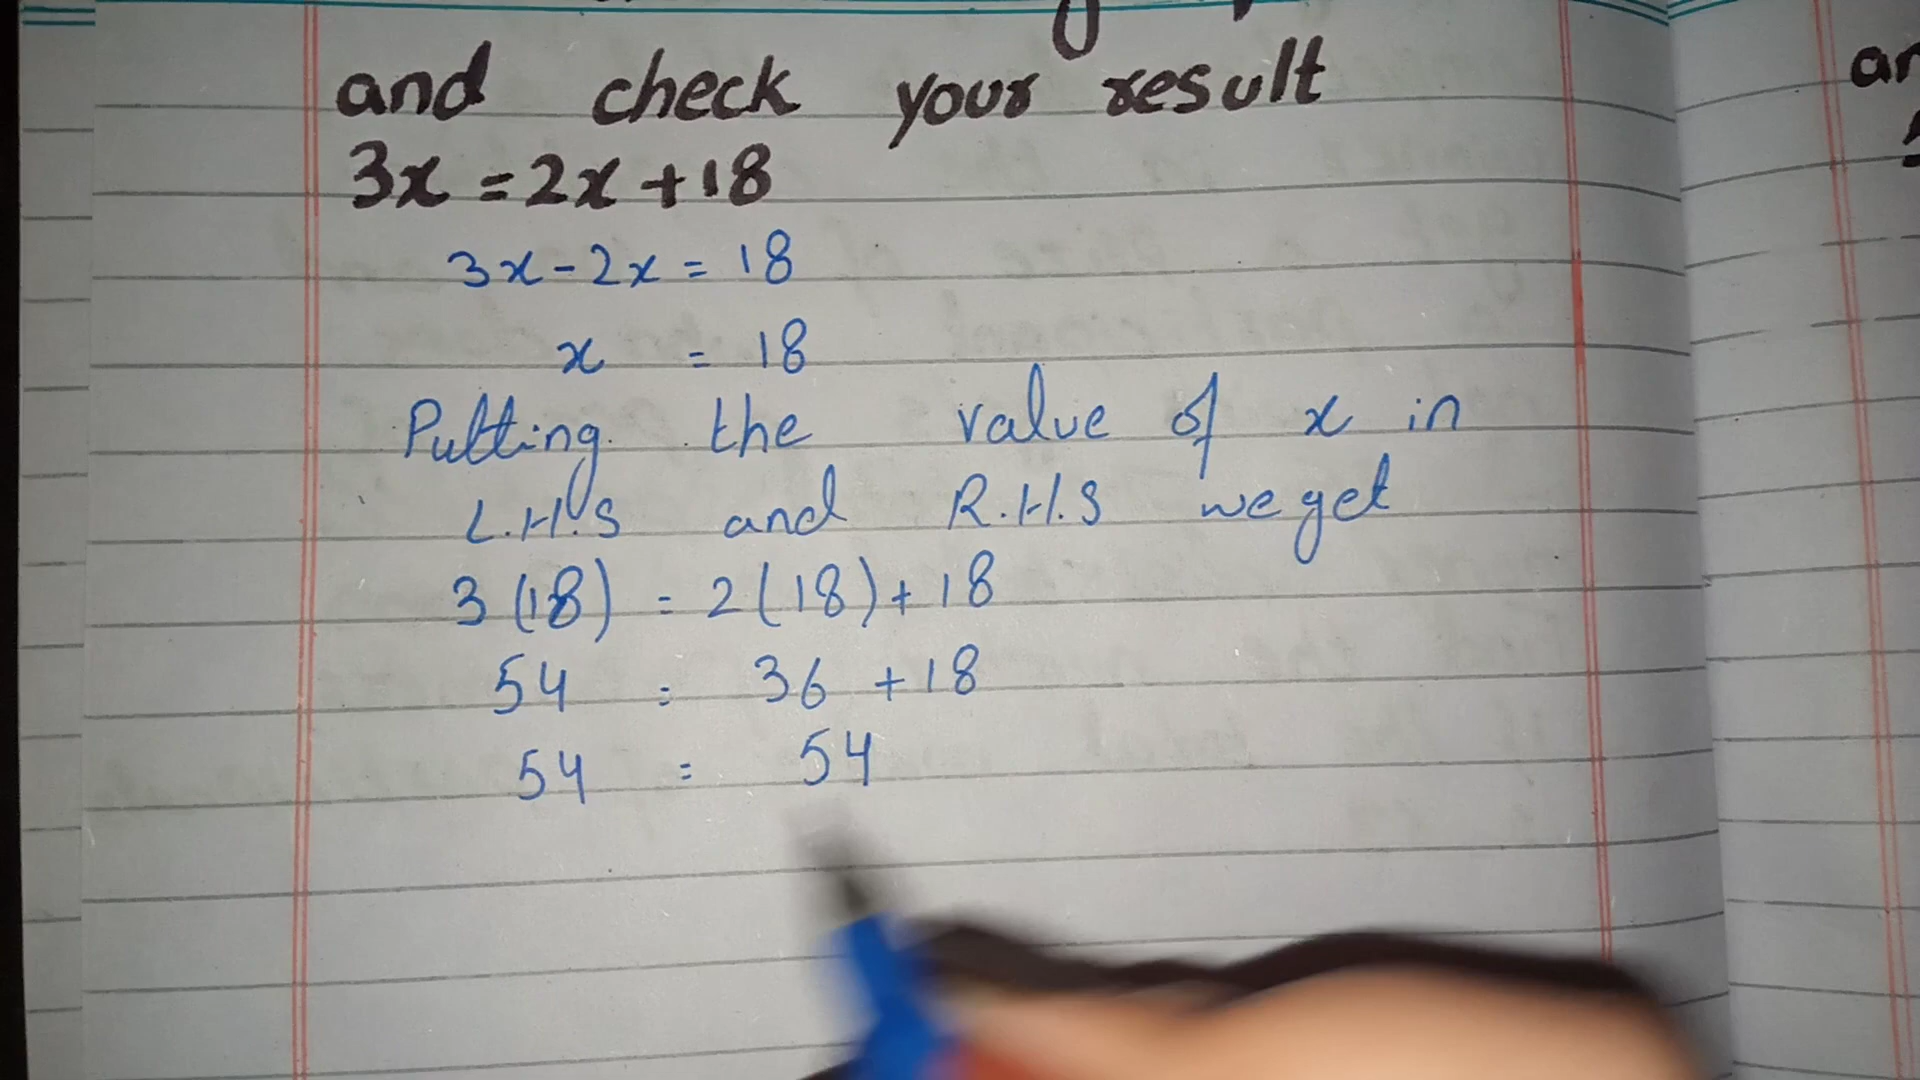 and check your result
3x = 2x + 18
3x - 2x = 18
x = 18
Putting the value of x in
L.H.S and R.H.S we get
3 (18) = 2 (18) + 18
54 = 36 + 18
54 = 54